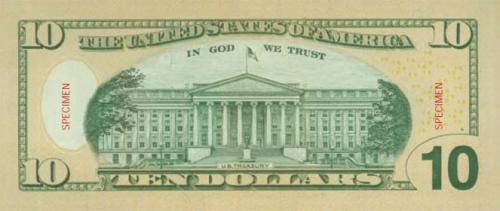 10 THE UNITED STATES OF AMERICA 10
IN GOD WE TRUST
SPECIMEN
SPECIMEN
U.S. TREASURY
10 TEN DOLLARS 10